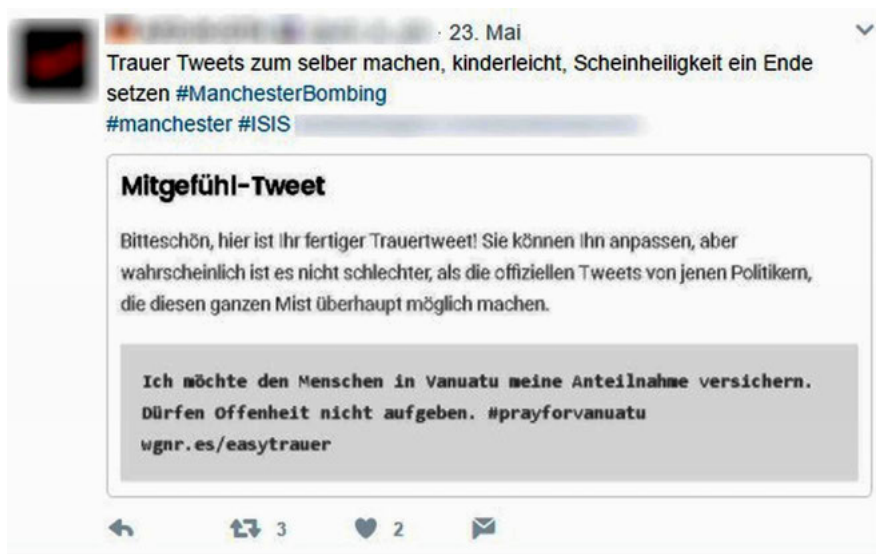 · 23. Mai
Trauer Tweets zum selber machen, kinderleicht, Scheinheiligkeit ein Ende
setzen #ManchesterBombing
#manchester #ISIS
Mitgefühl-Tweet
Bitteschön, hier ist Ihr fertiger Trauertweet! Sie können Ihn anpassen, aber
wahrscheinlich ist es nicht schlechter, als die offiziellen Tweets von jenen Politikern,
die diesen ganzen Mist überhaupt möglich machen.
Ich möchte den Menschen in Vanuatu meine Anteilnahme versichern.
Dürfen Offenheit nicht aufgeben. #prayforvanuatu
wgnr.es/easytrauer
3 2